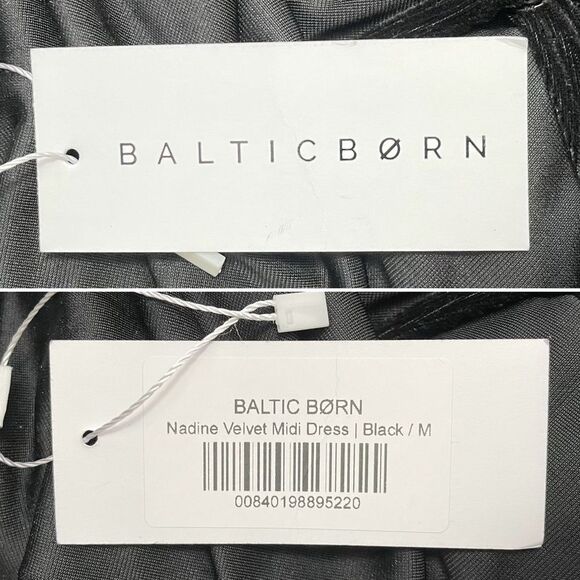 BALTICBØRN
BALTIC BØRN
Nadine Velvet Midi Dress | Black / M
00840198895220